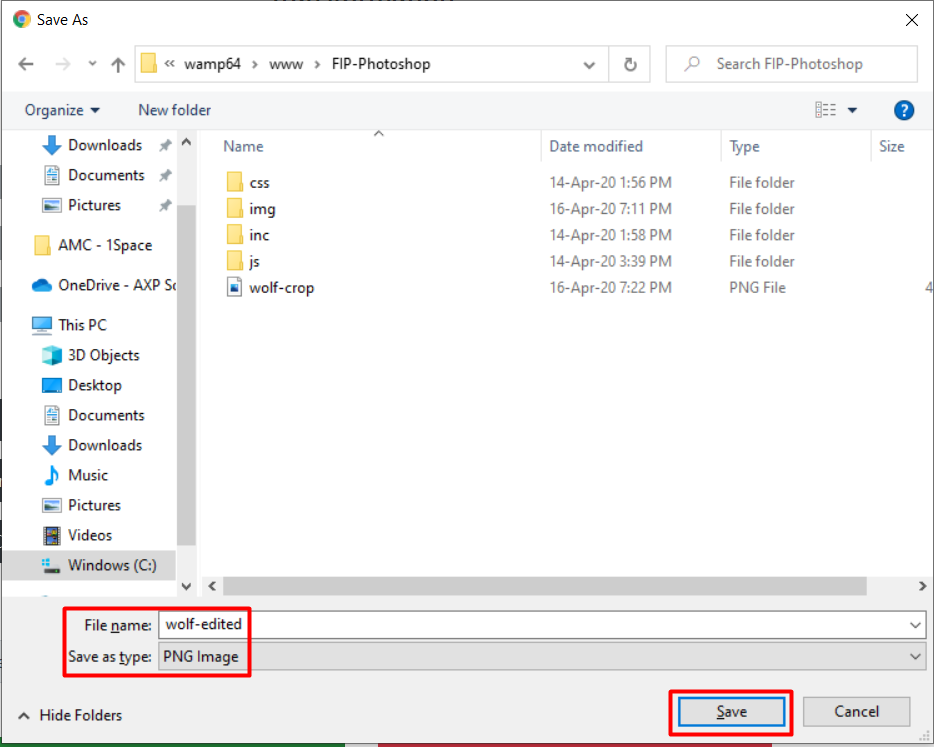 Save As
« wamp64 › www › FIP-Photoshop
Search FIP-Photoshop
Organize
New folder
?
Downloads
Documents
Pictures
AMC - 1Space
OneDrive - AXP Sc
This PC
3D Objects
Desktop
Documents
Downloads
Music
Pictures
Videos
Windows (C:)
Name Date modified Type Size
css 14-Apr-20 1:56 PM File folder
img 16-Apr-20 7:11 PM File folder
inc 14-Apr-20 1:58 PM File folder
js 14-Apr-20 3:39 PM File folder
wolf-crop 16-Apr-20 7:22 PM PNG File 4
File name: wolf-edited
Save as type: PNG Image
Hide Folders
Save
Cancel